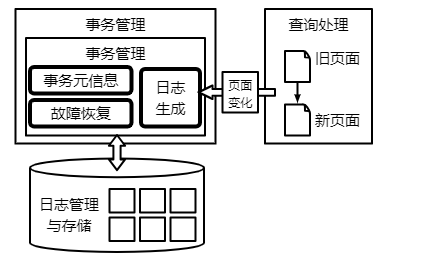 事务管理
事务管理
事务元信息
故障恢复
日志
生成
页面
变化
查询处理
旧页面
新页面
日志管理
与存储